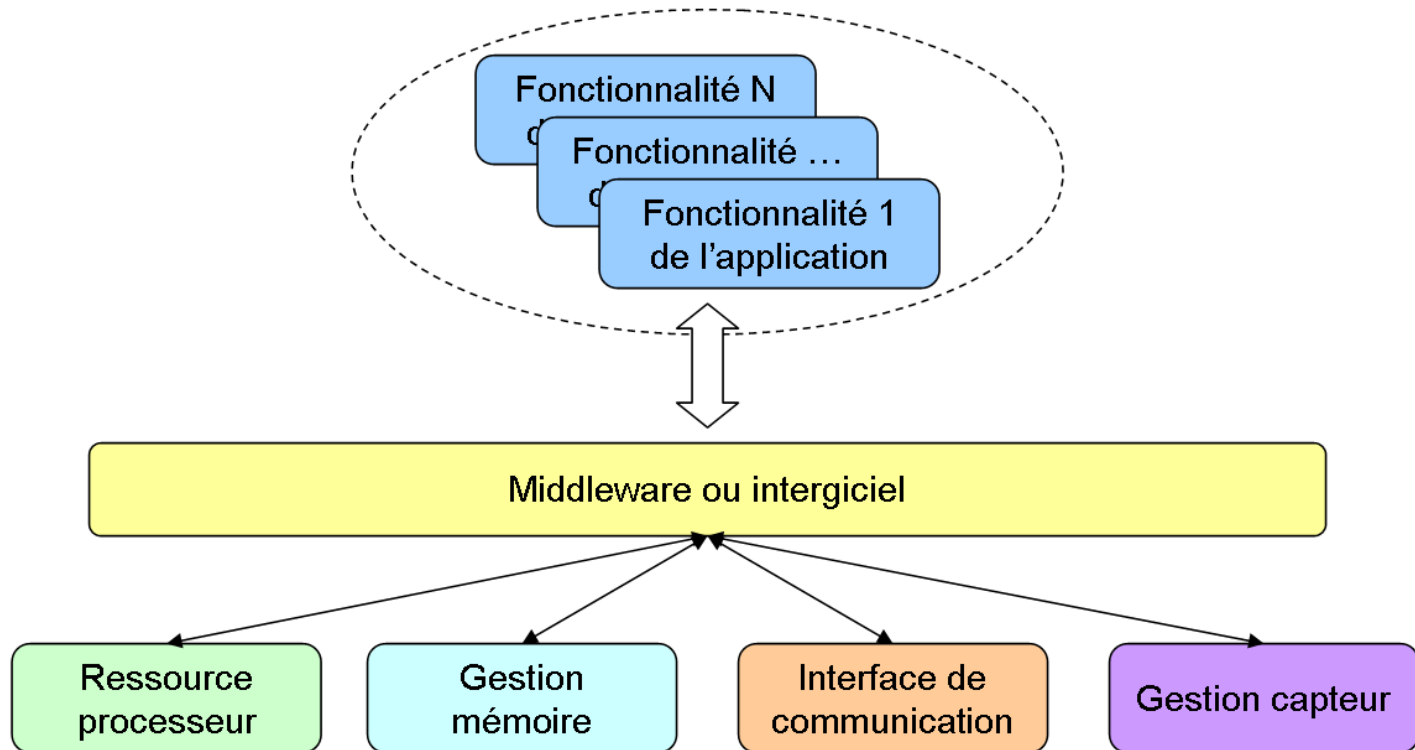 Fonctionnalité N
d
Fonctionnalité …
d
Fonctionnalité 1
de l’application
Middleware ou intergiciel
Ressource
processeur
Gestion
mémoire
Interface de
communication
Gestion capteur